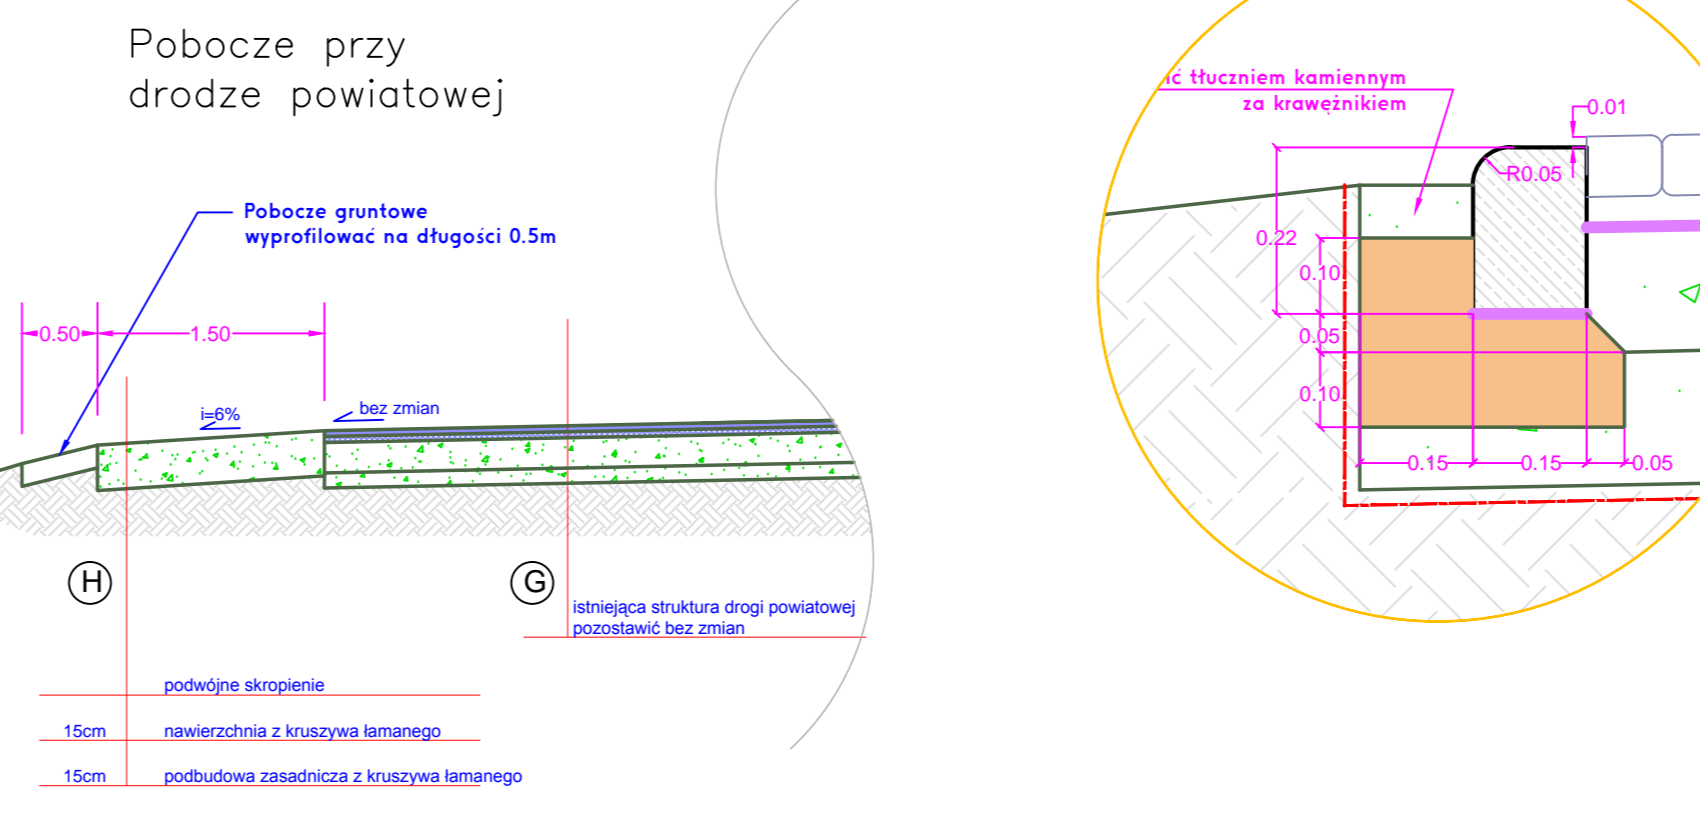 Pobocze przy
drodze powiatowej
Pobocze gruntowe
wyprofilować na długości 0.5m
0.50
1.50
i=6%
bez zmian
H
G
istniejąca struktura drogi powiatowej
pozostawić bez zmian
podwójne skropienie
15cm nawierzchnia z kruszywa łamanego
15cm podbudowa zasadnicza z kruszywa łamanego
ić tłuczniem kamiennym
za krawężnikiem
0.01
R0.05
0.22
0.10
0.05
0.10
0.15
0.15
0.05